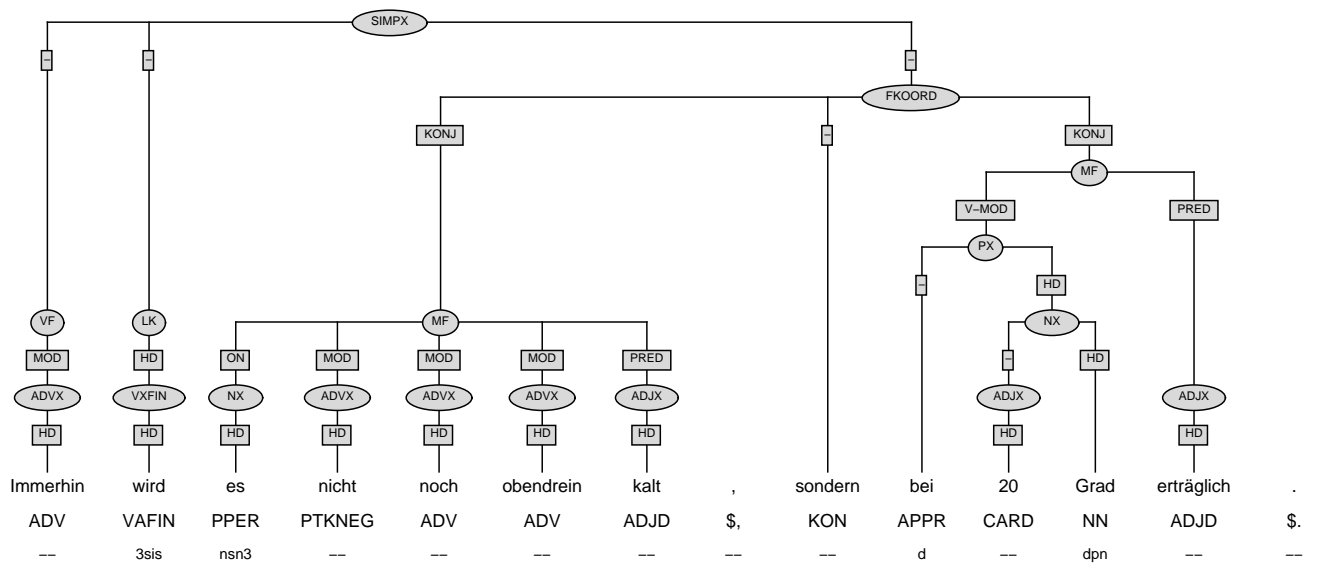 SIMPX
– – –
FKOORD
KONJ – KONJ
MF
V–MOD PRED
PX
– HD
VF LK MF NX
MOD HD ON MOD MOD MOD PRED – HD
ADVX VXFIN NX ADVX ADVX ADVX ADJX ADJX ADJX
HD HD HD HD HD HD HD HD HD
Immerhin wird es nicht noch obendrein kalt , sondern bei 20 Grad erträglich .
ADV VAFIN PPER PTKNEG ADV ADV ADJD $, KON APPR CARD NN ADJD $.
–– 3sis nsn3 –– –– –– –– –– –– d –– dpn –– ––